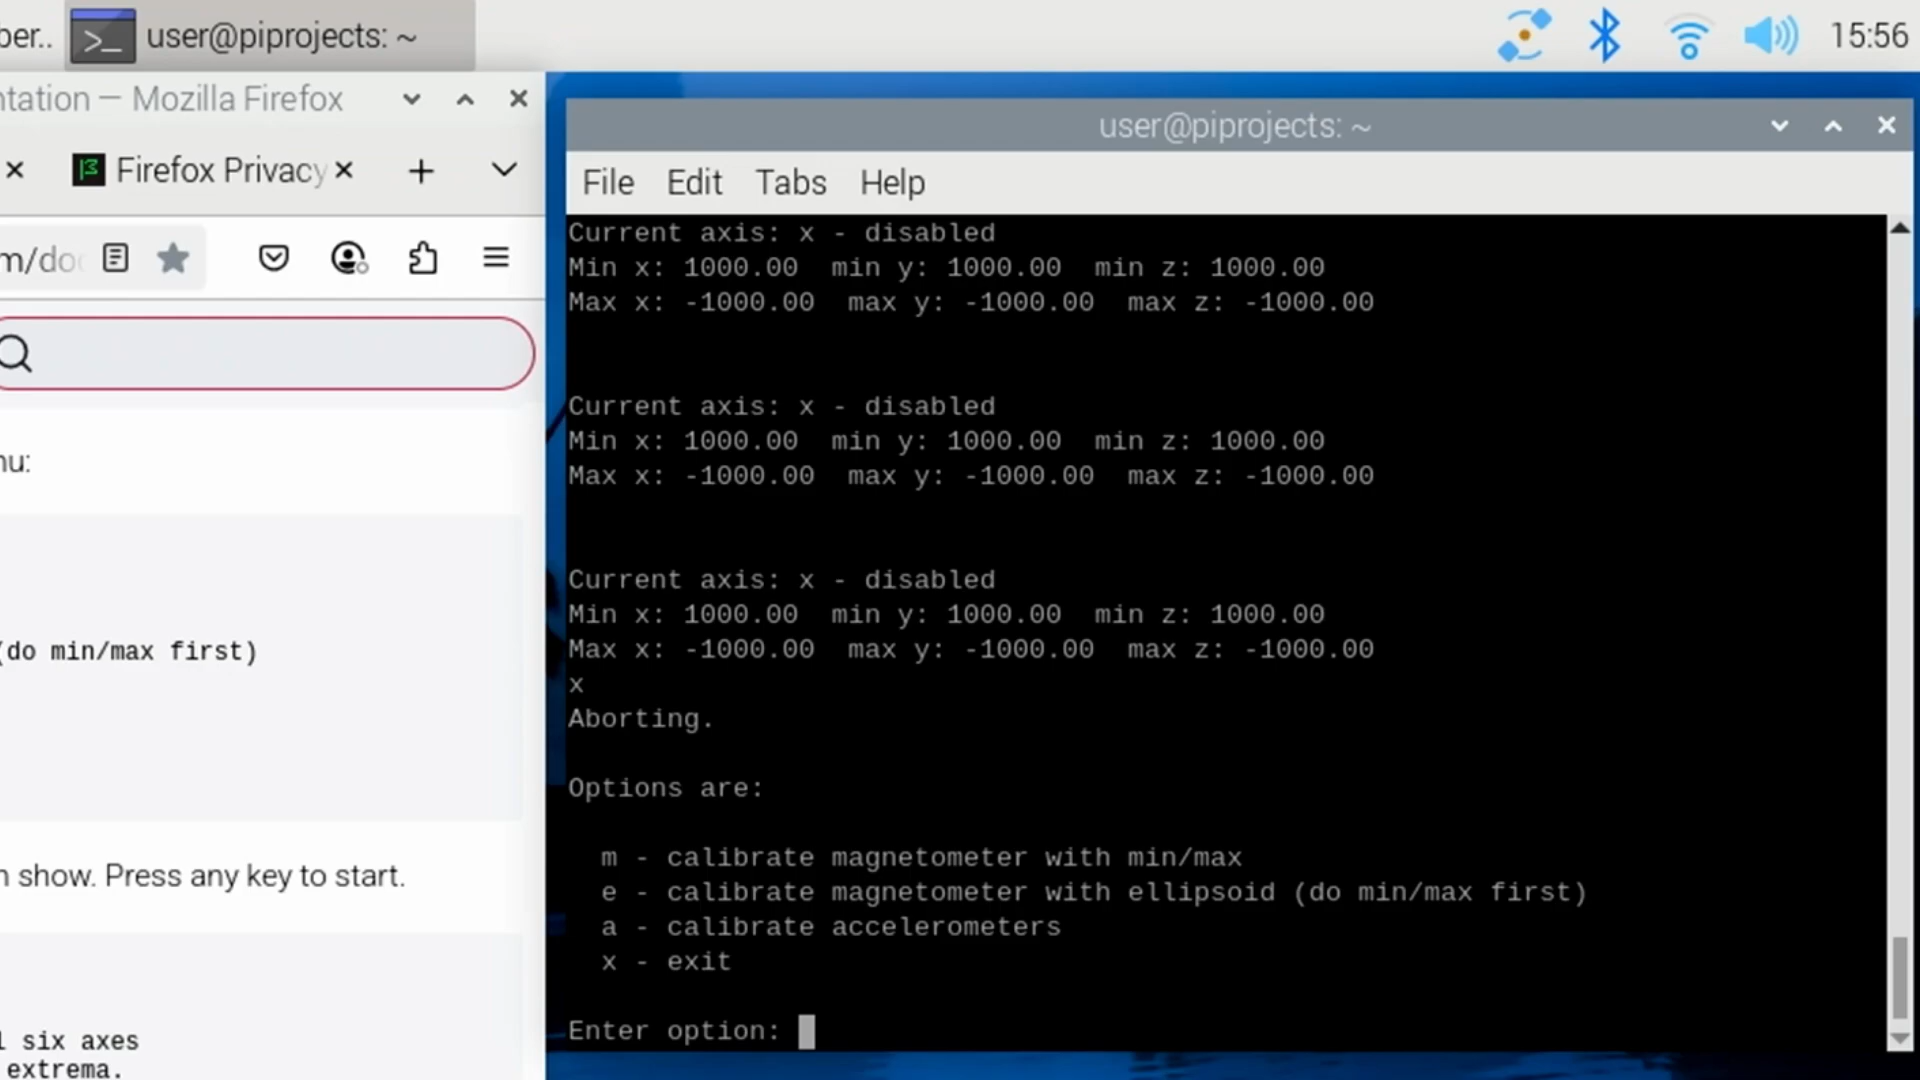 ber..
user@piprojects: ~
15:56
ntation — Mozilla Firefox
Firefox Privacy
m/doc
nu:
(do min/max first)
n show. Press any key to start.
l six axes
extrema.
user@piprojects: ~
File Edit Tabs Help
Current axis: x - disabled
Min x: 1000.00 min y: 1000.00 min z: 1000.00
Max x: -1000.00 max y: -1000.00 max z: -1000.00
Current axis: x - disabled
Min x: 1000.00 min y: 1000.00 min z: 1000.00
Max x: -1000.00 max y: -1000.00 max z: -1000.00
Current axis: x - disabled
Min x: 1000.00 min y: 1000.00 min z: 1000.00
Max x: -1000.00 max y: -1000.00 max z: -1000.00
x
Aborting.
Options are:
m - calibrate magnetometer with min/max
e - calibrate magnetometer with ellipsoid (do min/max first)
a - calibrate accelerometers
x - exit
Enter option: